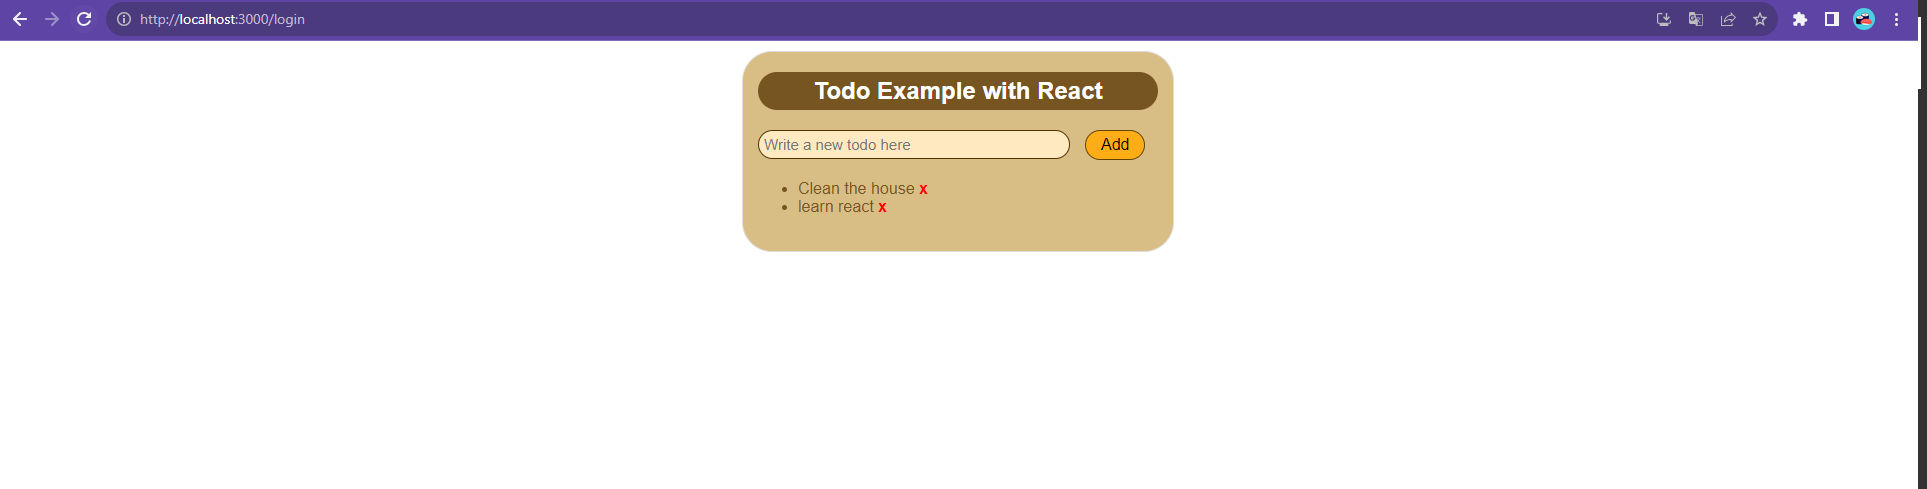 http://localhost:3000/login
Todo Example with React
Write a new todo here
Add
Clean the house x
learn react x